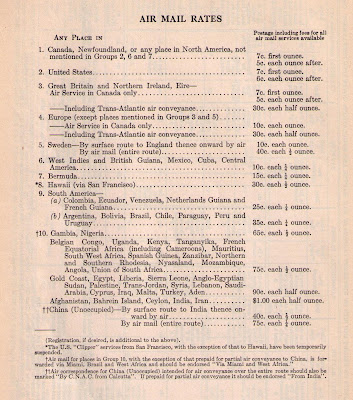 AIR MAIL RATES
ANY PLACE IN
Postage including fees for all
air mail services available
1. Canada, Newfoundland, or any place in North America, not
mentioned in Groups 2, 6 and 7 7c. first ounce.
5c. each ounce after.
2. United States 7c. first ounce.
6c. each ounce after.
3. Great Britain and Northern Ireland, Eire—
Air Service in Canada only 7c. first ounce.
5c. each ounce after.
——Including Trans-Atlantic air conveyance 30c. each half ounce.
4. Europe (except places mentioned in Groups 3 and 5)
——Air Service in Canada only 10c. each ounce.
——Including Trans-Atlantic air conveyance 30c. each half ounce.
5. Sweden—By surface route to England thence onward by air 10c. each ½ ounce.
By air mail (entire route) 40c. each ½ ounce.
6. West Indies and British Guiana, Mexico, Cuba, Central
America 10c. each ½ ounce.
7. Bermuda 15c. each ½ ounce.
*8. Hawaii (via San Francisco) 30c. each ½ ounce.
9. South America—
(a) Colombia, Ecuador, Venezuela, Netherlands Guiana and
French Guiana 25c. each ½ ounce.
(b) Argentina, Bolivia, Brazil, Chile, Paraguay, Peru and
Uruguay 35c. each ½ ounce.
†10. Gambia, Nigeria 65c. each ½ ounce.
Belgian Congo, Uganda, Kenya, Tanganyika, French
Equatorial Africa (including Cameroons), Mauritius,
South West Africa, Spanish Guinea, Zanzibar, Northern
and Southern Rhodesia, Nyasaland, Mozambique,
Angola, Union of South Africa 75c. each ½ ounce.
Gold Coast, Egypt, Liberia, Sierra Leone, Anglo-Egyptian
Sudan, Palestine, Trans-Jordan, Syria, Lebanon, Saudi-
Arabia, Cyprus, Iraq, Malta, Turkey, Aden 90c. each half ounce.
Afghanistan, Bahrein Island, Ceylon, India, Iran $1.00 each half ounce.
††China (Unoccupied)—By surface route to India thence on-
ward by air 40c. each ½ ounce.
By air mail (entire route) 75c. each ½ ounce.
(Registration, if desired, is additional to the above).
*The U.S. "Clipper" services from San Francisco, with the exception of that to Hawaii, have been temporarily
suspended.
†Air mail for places in Group 10, with the exception of that prepaid for partial air conveyance to China, is for-
warded via Miami, Brazil and West Africa and should be endorsed "Via Miami and West Africa."
††Air correspondence for China (Unoccupied) intended for air conveyance over the entire route should also be
marked "By C.N.A.C. from Calcutta". If prepaid for partial air conveyance it should be endorsed "From India".